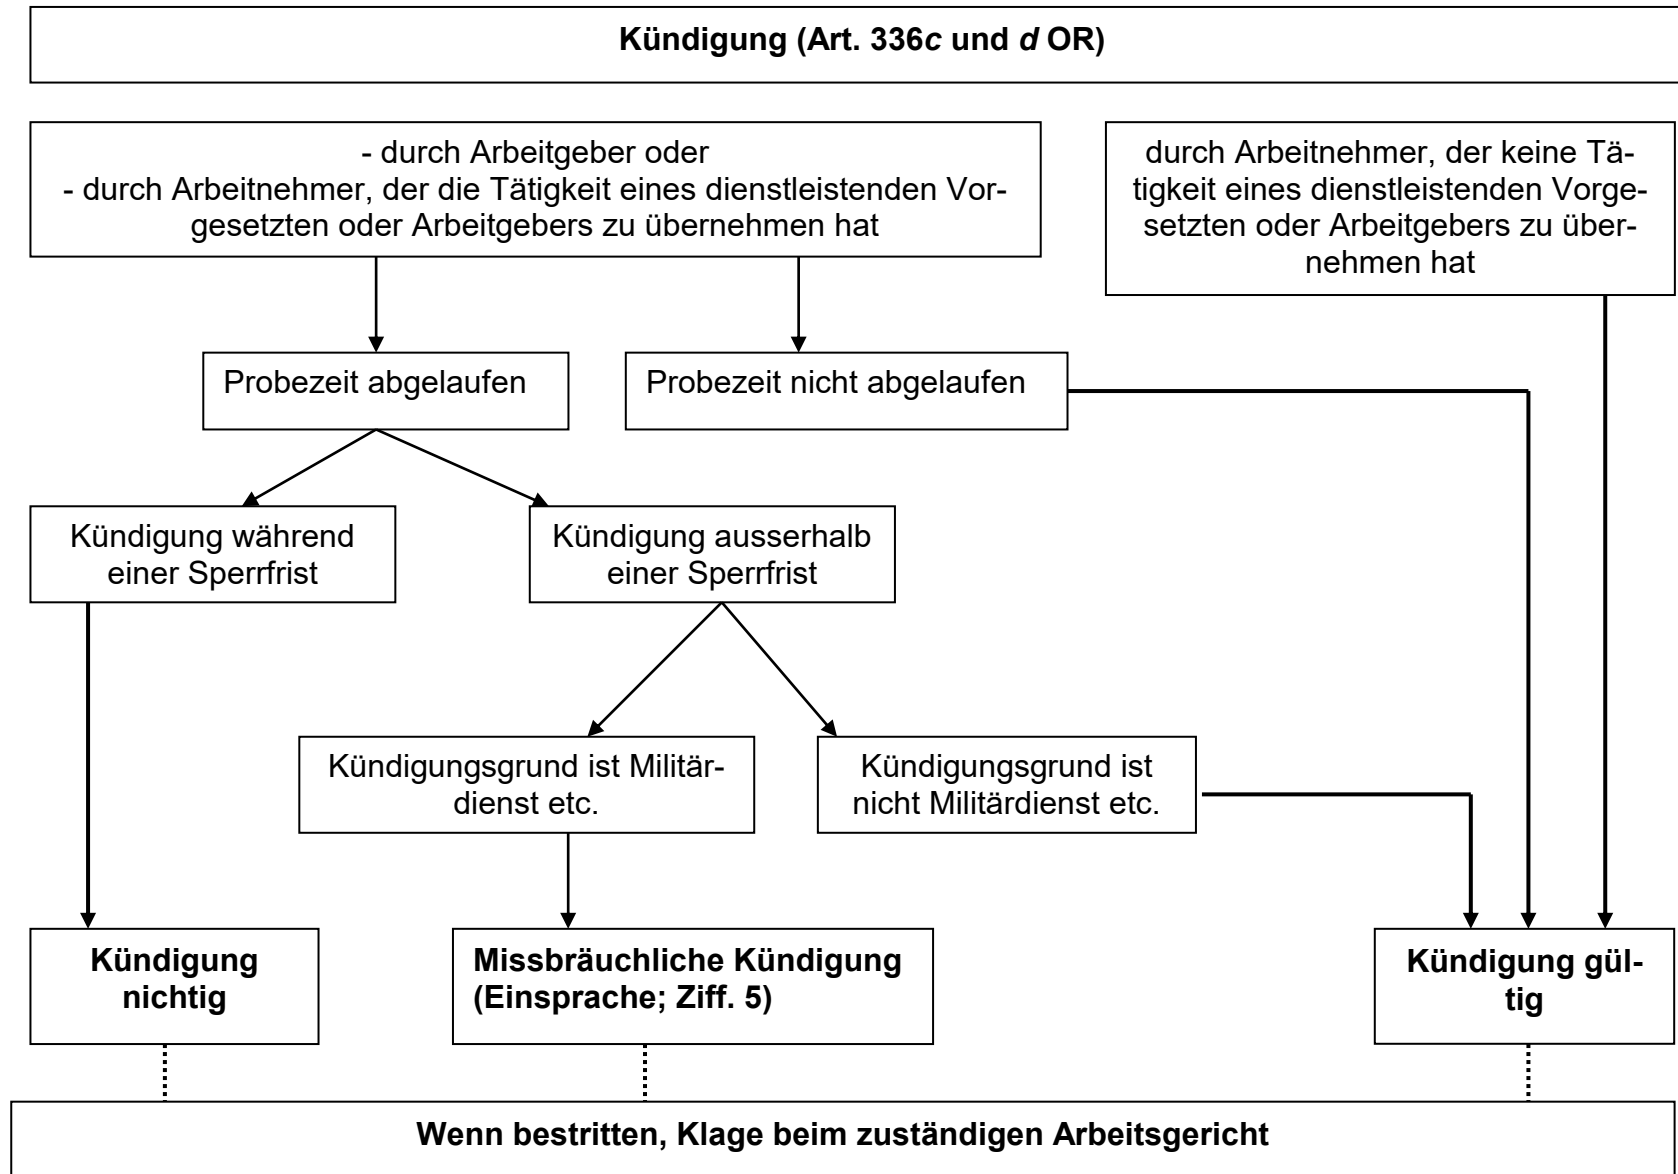 Kündigung (Art. 336c und d OR)
- durch Arbeitgeber oder
- durch Arbeitnehmer, der die Tätigkeit eines dienstleistenden Vor-
gesetzten oder Arbeitgebers zu übernehmen hat
durch Arbeitnehmer, der keine Tä-
tigkeit eines dienstleistenden Vorge-
setzten oder Arbeitgebers zu über-
nehmen hat
Probezeit abgelaufen
Probezeit nicht abgelaufen
Kündigung während
einer Sperrfrist
Kündigung ausserhalb
einer Sperrfrist
Kündigungsgrund ist Militär-
dienst etc.
Kündigungsgrund ist
nicht Militärdienst etc.
Kündigung
nichtig
Missbräuchliche Kündigung
(Einsprache; Ziff. 5)
Kündigung gül-
tig
Wenn bestritten, Klage beim zuständigen Arbeitsgericht